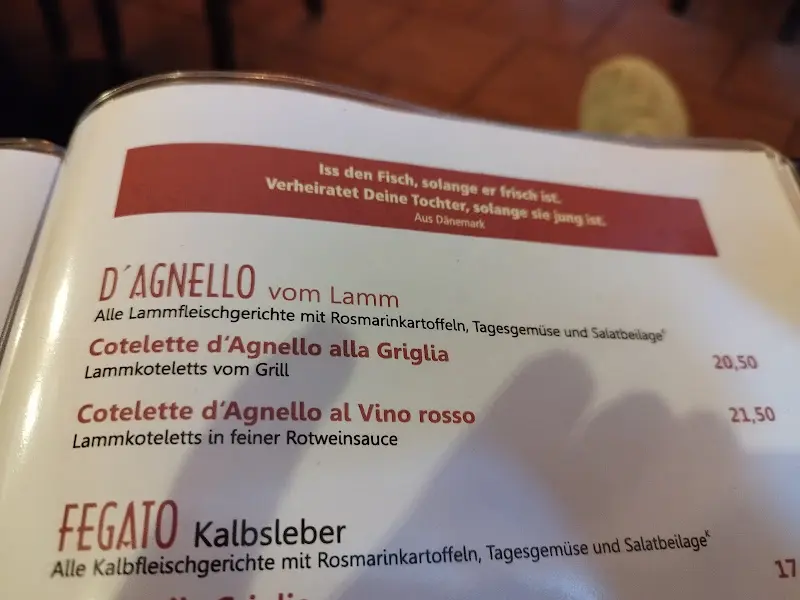 Iss den Fisch, solange er frisch ist.
Verheiratet Deine Tochter, solange sie jung ist.
Aus Dänemark
D´AGNELLO vom Lamm
Alle Lammfleischgerichte mit Rosmarinkartoffeln, Tagesgemüse und Salatbeilage
Cotelette d‘Agnello alla Griglia 20,50
Lammkoteletts vom Grill
Cotelette d‘Agnello al Vino rosso 21,50
Lammkoteletts in feiner Rotweinsauce
FEGATO Kalbsleber
Alle Kalbfleischgerichte mit Rosmarinkartoffeln, Tagesgemüse und Salatbeilageᴷ
17